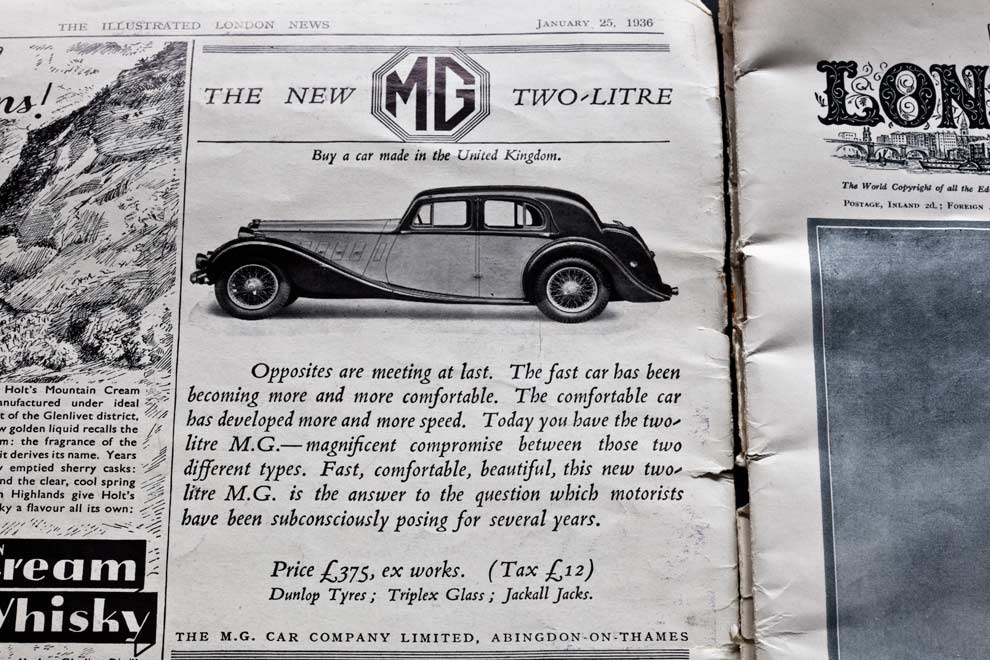 THE ILLUSTRATED LONDON NEWS
JANUARY 25, 1936
ns!
Holt's Mountain Cream
anufactured under ideal
t of the Glenlivet district,
w golden liquid recalls the
m: the fragrance of the
it derives its name. Years
y emptied sherry casks:
nd the clear, cool spring
n Highlands give Holt's
ky a flavour all its own:
Cream
Whisky
THE NEW MG TWO-LITRE
Buy a car made in the United Kingdom.
Opposites are meeting at last. The fast car has been
becoming more and more comfortable. The comfortable car
has developed more and more speed. Today you have the two-
litre M.G.—magnificent compromise between those two
different types. Fast, comfortable, beautiful, this new two-
litre M.G. is the answer to the question which motorists
have been subconsciously posing for several years.
Price £375, ex works. (Tax £12)
Dunlop Tyres; Triplex Glass; Jackall Jacks.
THE M.G. CAR COMPANY LIMITED, ABINGDON-ON-THAMES
LON
The World Copyright of all the Ed
POSTAGE, INLAND 2d.; FOREIGN